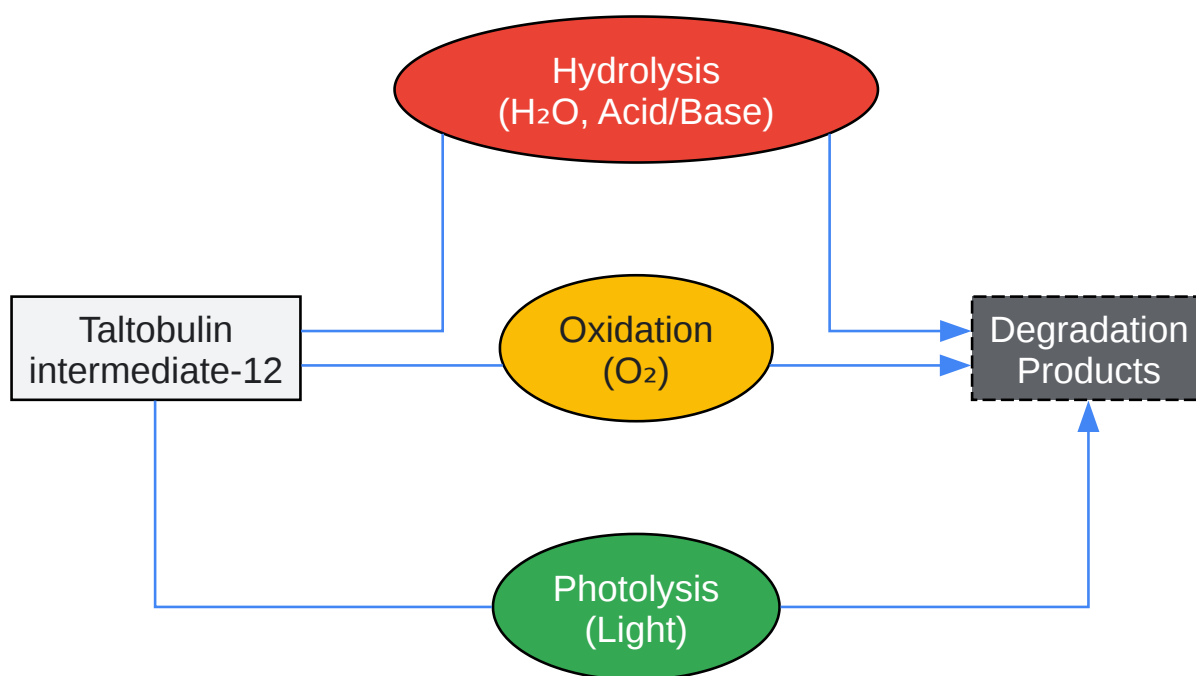 Hydrolysis
(H₂O, Acid/Base)
Taltobulin
intermediate-12
Oxidation
(O₂)
Degradation
Products
Photolysis
(Light)